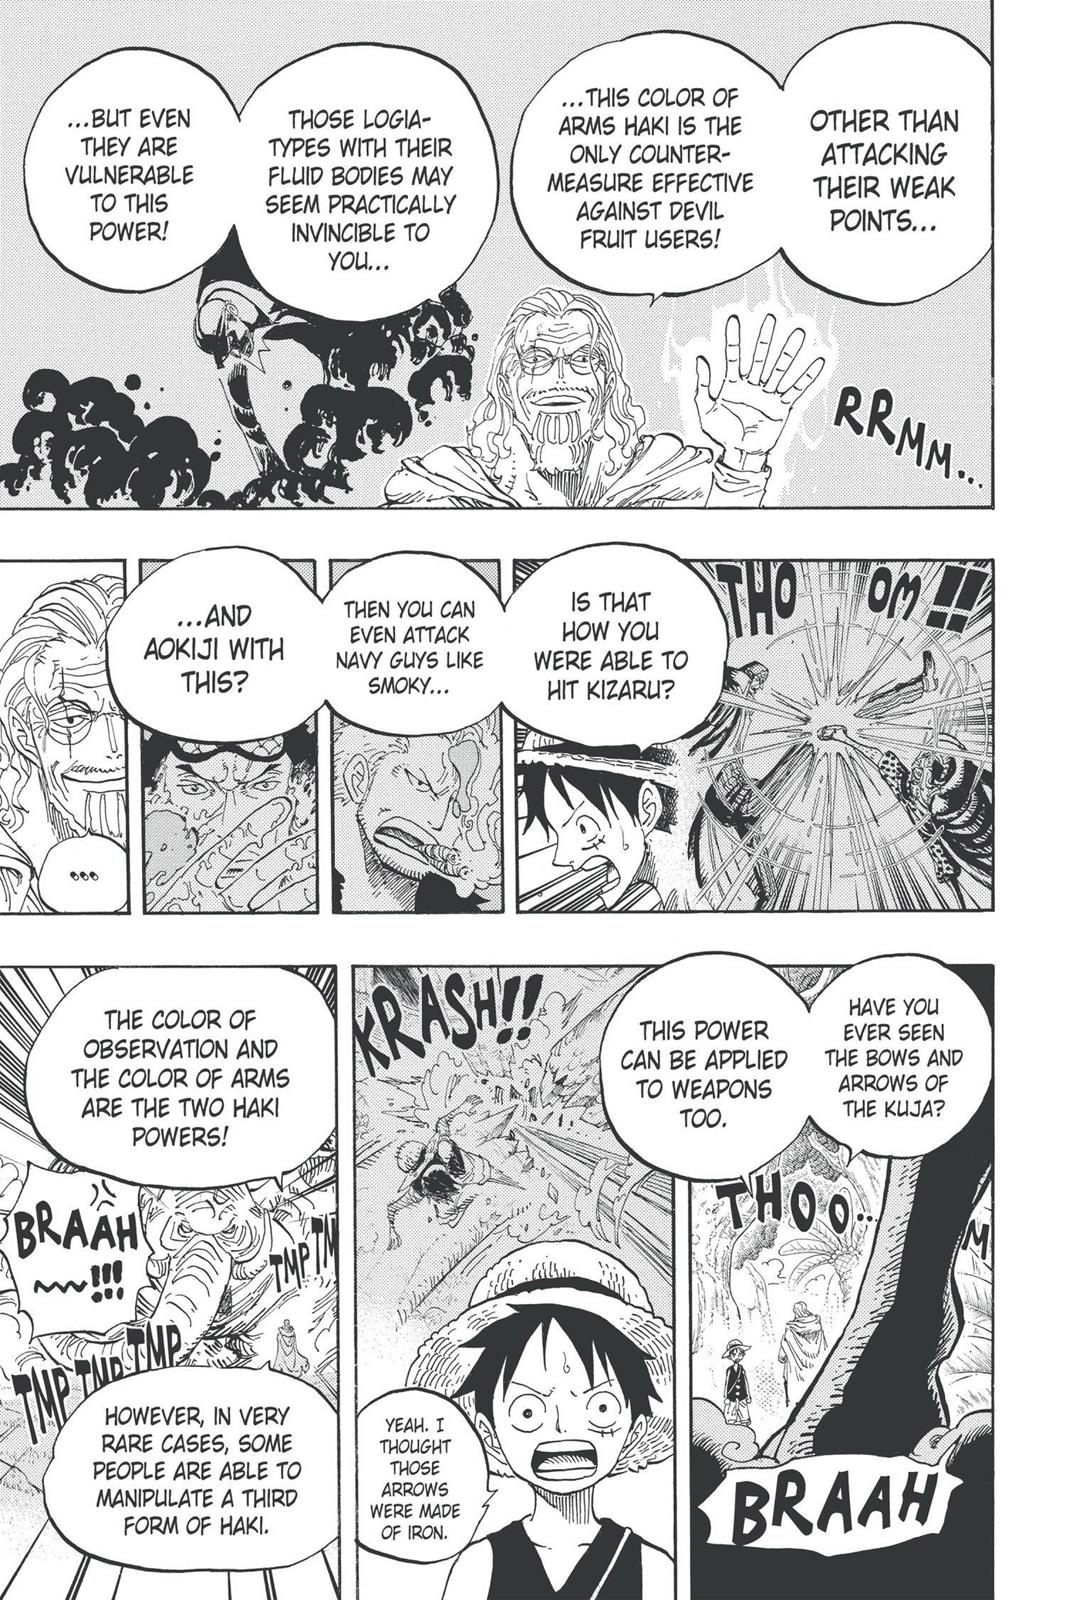 OTHER THAN
ATTACKING
THEIR WEAK
POINTS...
...THIS COLOR OF
ARMS HAKI IS THE
ONLY COUNTER-
MEASURE EFFECTIVE
AGAINST DEVIL
FRUIT USERS!
THOSE LOGIA-
TYPES WITH THEIR
FLUID BODIES MAY
SEEM PRACTICALLY
INVINCIBLE TO
YOU...
...BUT EVEN
THEY ARE
VULNERABLE
TO THIS
POWER!
RRMM...
THOOOM!!
IS THAT
HOW YOU
WERE ABLE TO
HIT KIZARU?
THEN YOU CAN
EVEN ATTACK
NAVY GUYS LIKE
SMOKY...
...AND
AOKIJI WITH
THIS?
...
HAVE YOU
EVER SEEN
THE BOWS AND
ARROWS OF
THE KUJA?
THIS POWER
CAN BE APPLIED
TO WEAPONS
TOO.
THOOO...
M
BRAAH
KRASH!!
YEAH. I
THOUGHT
THOSE
ARROWS
WERE MADE
OF IRON.
THE COLOR OF
OBSERVATION AND
THE COLOR OF ARMS
ARE THE TWO HAKI
POWERS!
BRAAH
~~!!!
TMP TMP
TMP TMP TMP
HOWEVER, IN VERY
RARE CASES, SOME
PEOPLE ARE ABLE TO
MANIPULATE A THIRD
FORM OF HAKI.